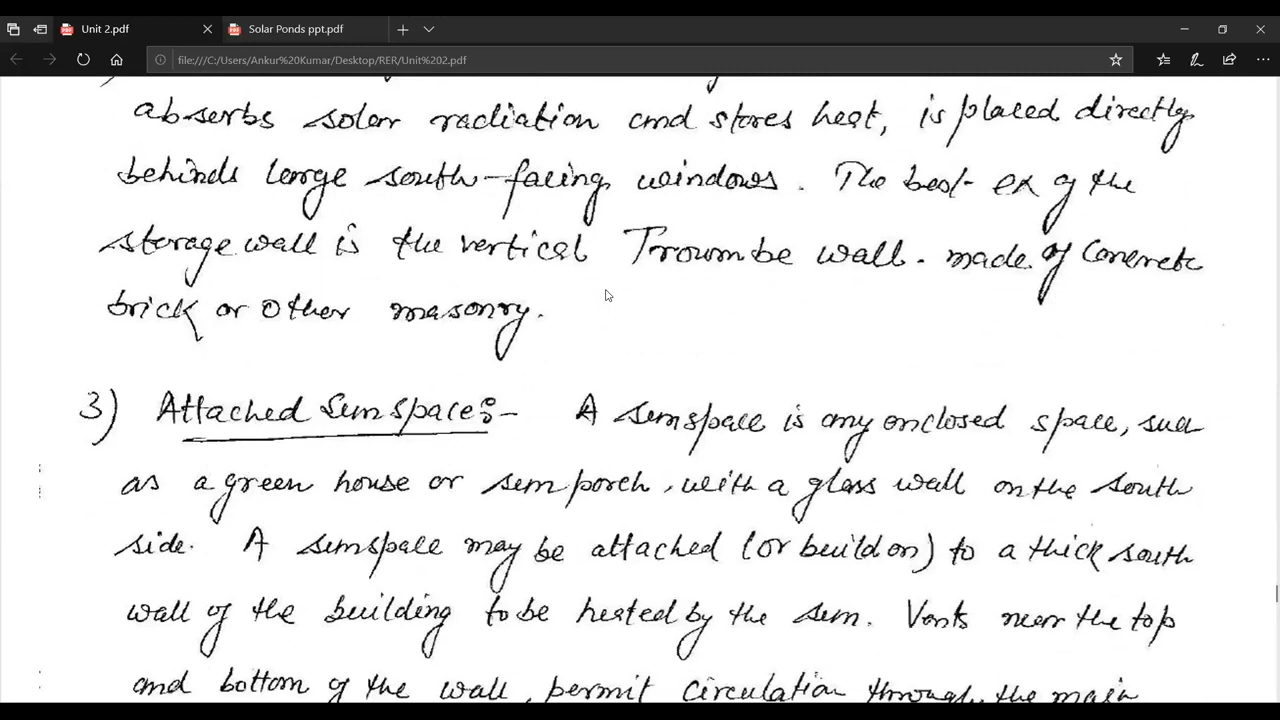 Unit 2.pdf
Solar Ponds ppt.pdf
file:///C:/Users/Ankur%20Kumar/Desktop/RER/Unit%202.pdf
absorbs solar radiation and stores heat, is placed directly
behinds large south-facing windows. The best ex of the
storage wall is the vertical Troumbe wall. made of Concrete
brick or other masonry.
3) Attached Sunspace:-  A sunspace is any enclosed space, such
as a green house or sun porch, with a glass wall on the south
side. A sunspace may be attached (or build on) to a thick south
wall of the building to be heated by the sun. Vents near the top
and bottom of the wall, permit circulation through the main